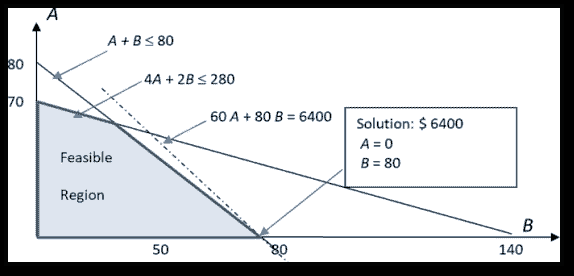 A
A + B ≤ 80
80
4A + 2B ≤ 280
70
60 A + 80 B = 6400
Solution: $ 6400
A = 0
B = 80
Feasible
Region
B
50
80
140